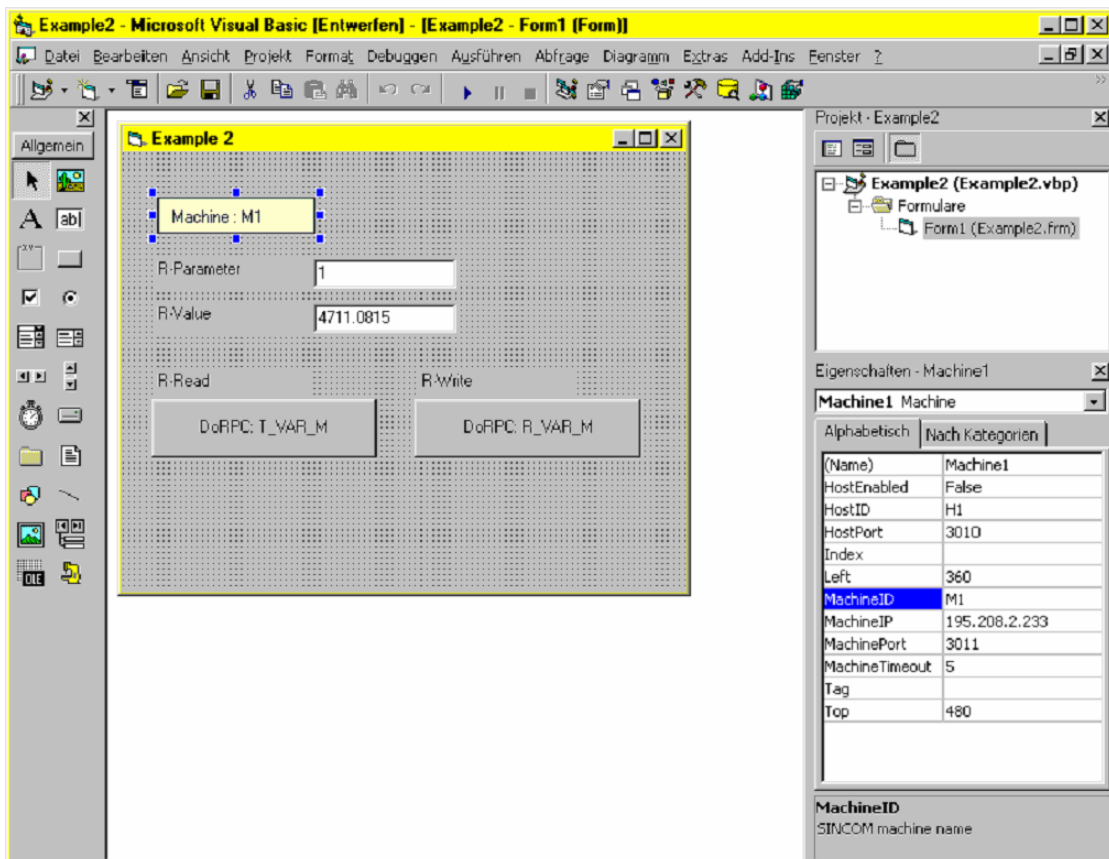 Example2 - Microsoft Visual Basic [Entwerfen] - [Example2 - Form1 (Form)]
Datei Bearbeiten Ansicht Projekt Format Debuggen Ausführen Abfrage Diagramm Extras Add-Ins Fenster ?
Allgemein
A
ab|
xy
OLE
Example 2
Machine : M1
R-Parameter
1
R-Value
4711.0815
R-Read
R-Write
DoRPC: T_VAR_M
DoRPC: R_VAR_M
Projekt - Example2
Example2 (Example2.vbp)
Formulare
Form1 (Example2.frm)
Eigenschaften - Machine1
Machine1 Machine
Alphabetisch
Nach Kategorien
(Name) Machine1
HostEnabled False
HostID H1
HostPort 3010
Index
Left 360
MachineID M1
MachineIP 195.208.2.233
MachinePort 3011
MachineTimeout 5
Tag
Top 480
MachineID
SINCOM machine name